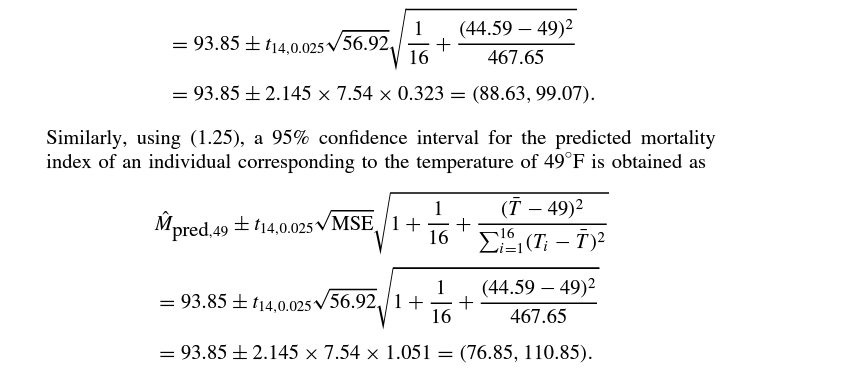 = 93.85 ± t_{14,0.025} √56.92 √(1/16 + (44.59 − 49)²/467.65)
= 93.85 ± 2.145 × 7.54 × 0.323 = (88.63, 99.07).
Similarly, using (1.25), a 95% confidence interval for the predicted mortality
index of an individual corresponding to the temperature of 49°F is obtained as
M̂_{pred,49} ± t_{14,0.025} √MSE √(1 + 1/16 + (T̄ − 49)²/∑_{i=1}^{16}(T_i − T̄)²)
= 93.85 ± t_{14,0.025} √56.92 √(1 + 1/16 + (44.59 − 49)²/467.65)
= 93.85 ± 2.145 × 7.54 × 1.051 = (76.85, 110.85).